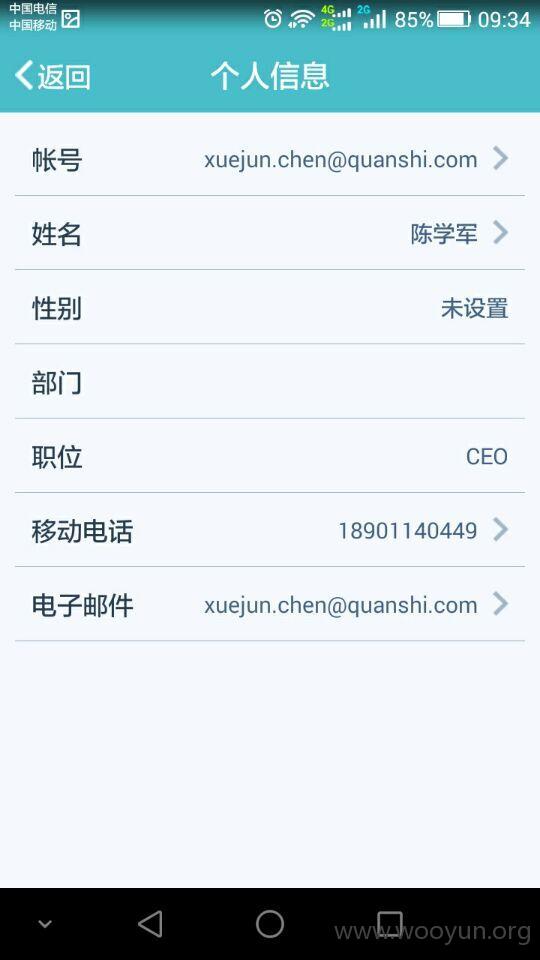 中国电信
中国移动
4G
2G
2G
85%
09:34
返回
个人信息
帐号
xuejun.chen@quanshi.com
姓名
陈学军
性别
未设置
部门
职位
CEO
移动电话
18901140449
电子邮件
xuejun.chen@quanshi.com
www.wooyun.org